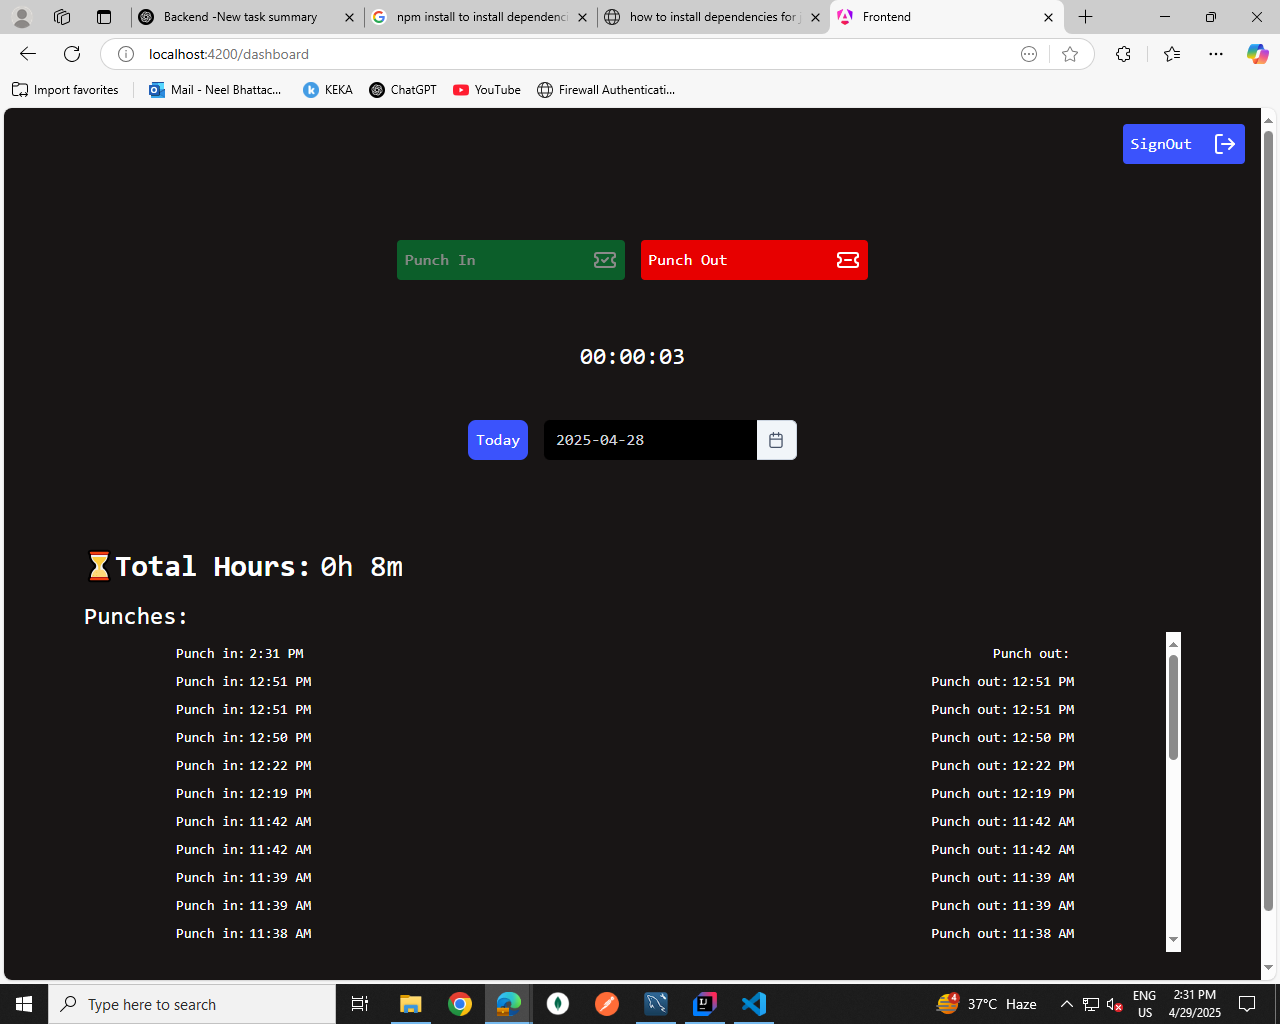 Backend -New task summary
npm install to install dependenci
how to install dependencies for j
Frontend
localhost:4200/dashboard
Import favorites
Mail - Neel Bhattac...
KEKA
ChatGPT
YouTube
Firewall Authenticati...
SignOut
Punch In
Punch Out
00:00:03
Today
2025-04-28
Total Hours: 0h 8m
Punches:
Punch in: 2:31 PM Punch out:
Punch in: 12:51 PM Punch out: 12:51 PM
Punch in: 12:51 PM Punch out: 12:51 PM
Punch in: 12:50 PM Punch out: 12:50 PM
Punch in: 12:22 PM Punch out: 12:22 PM
Punch in: 12:19 PM Punch out: 12:19 PM
Punch in: 11:42 AM Punch out: 11:42 AM
Punch in: 11:42 AM Punch out: 11:42 AM
Punch in: 11:39 AM Punch out: 11:39 AM
Punch in: 11:39 AM Punch out: 11:39 AM
Punch in: 11:38 AM Punch out: 11:38 AM
Type here to search
4
37°C Haze
ENG
US
2:31 PM
4/29/2025